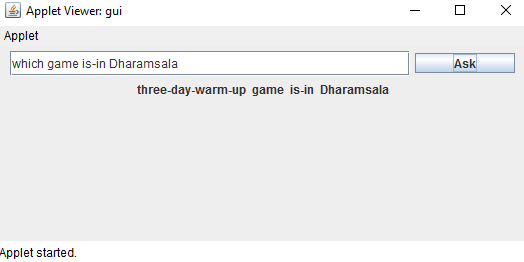 Applet Viewer: gui
Applet
which game is-in Dharamsala Ask
three-day-warm-up game is-in Dharamsala
Applet started.